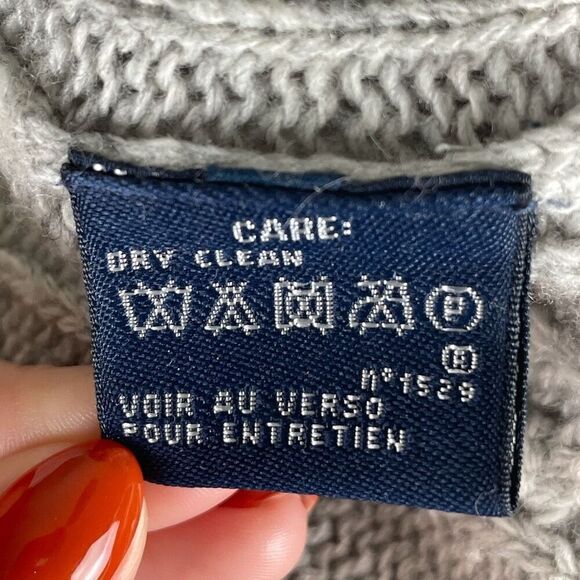 CARE:
DRY CLEAN
F
R
n°1529
VOIR AU VERSO
POUR ENTRETIEN